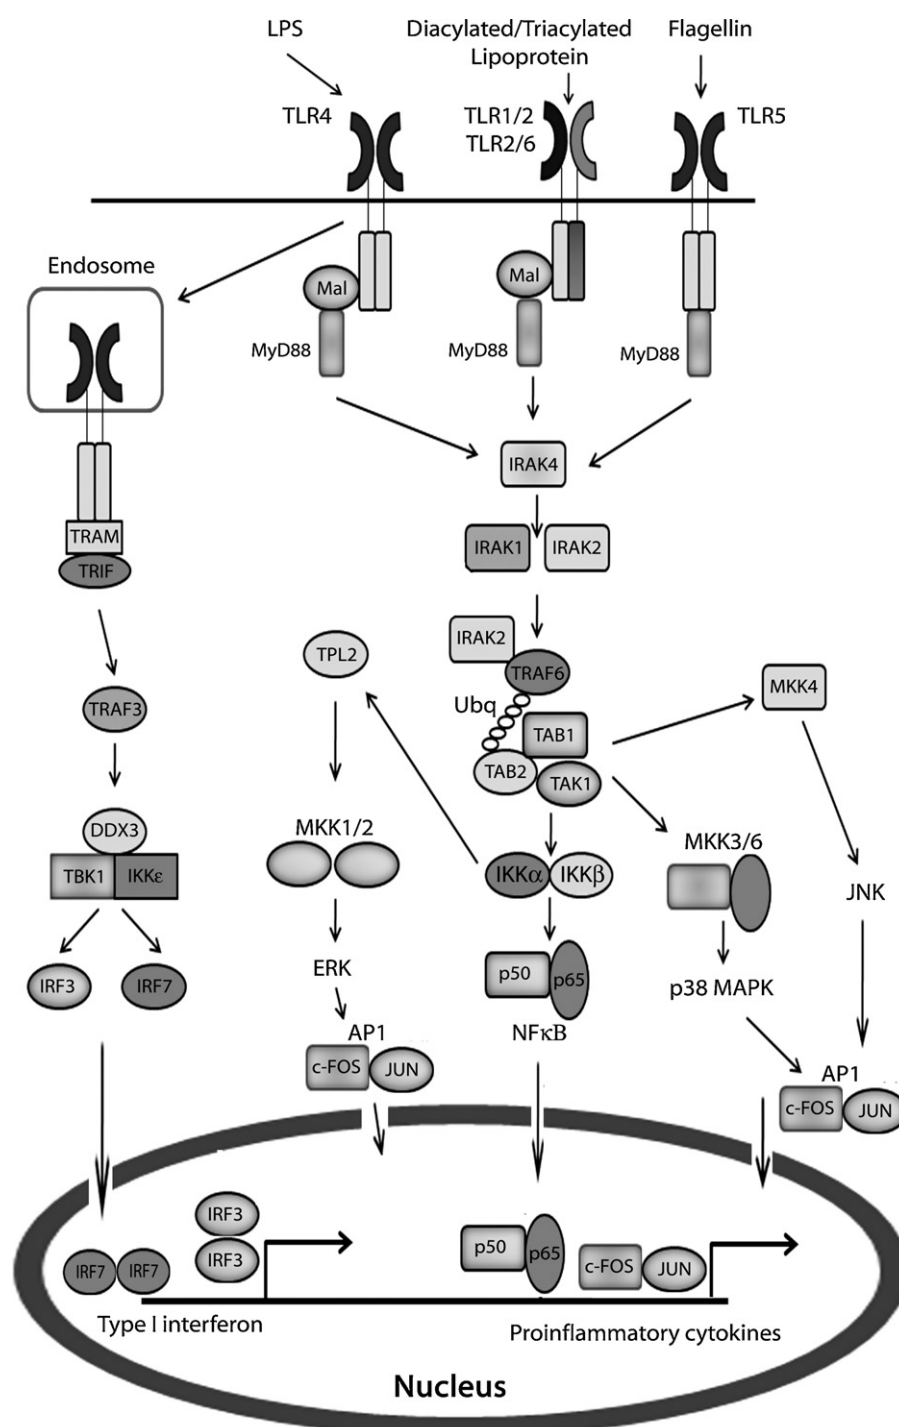 LPS
Diacylated/Triacylated
Lipoprotein
Flagellin
TLR4
TLR1/2
TLR2/6
TLR5
Endosome
Mal
Mal
MyD88
MyD88
MyD88
IRAK4
TRAM
TRIF
IRAK1
IRAK2
IRAK2
TRAF6
TPL2
MKK4
Ubq
TRAF3
TAB1
TAB2
TAK1
DDX3
TBK1
IKKε
MKK1/2
IKKα
IKKβ
MKK3/6
JNK
IRF3
IRF7
ERK
p50
p65
p38 MAPK
NFκB
AP1
c-FOS
JUN
AP1
c-FOS
JUN
IRF3
IRF3
IRF7
IRF7
p50
p65
c-FOS
JUN
Type I interferon
Proinflammatory cytokines
Nucleus